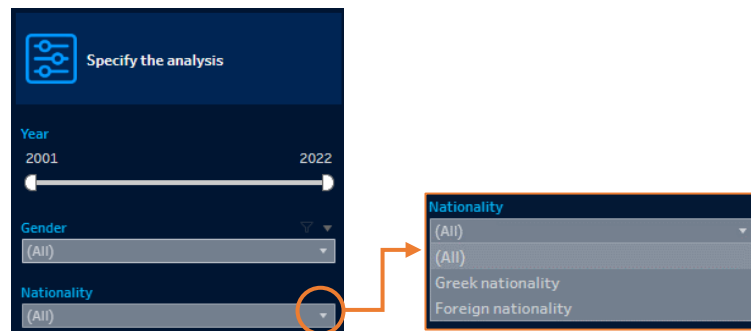 Specify the analysis
Year
2001 2022
Gender
(All)
Nationality
(All)
Nationality
(All)
(All)
Greek nationality
Foreign nationality